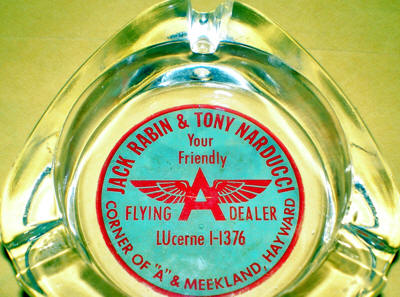 JACK RABIN & TONY NARDUCCI
Your
Friendly
FLYING A DEALER
LUcerne 1-1376
CORNER OF "A" & MEEKLAND, HAYWARD